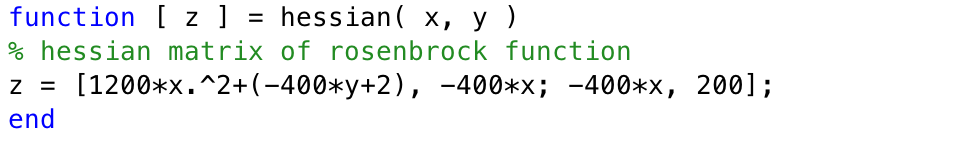 function [ z ] = hessian( x, y )
% hessian matrix of rosenbrock function
z = [1200*x.^2+(-400*y+2), -400*x; -400*x, 200];
end